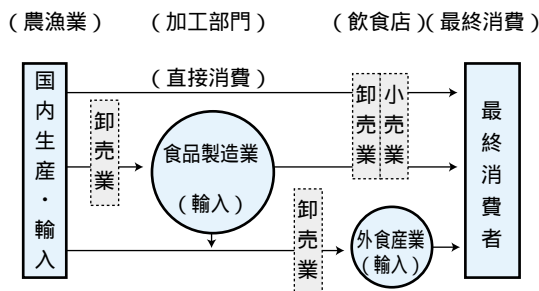 （農漁業）
（加工部門）
（飲食店）（最終消費）
国内生産・輸入
（直接消費）
卸売業
食品製造業
（輸入）
卸売業
小売業
卸売業
外食産業
（輸入）
最終消費者